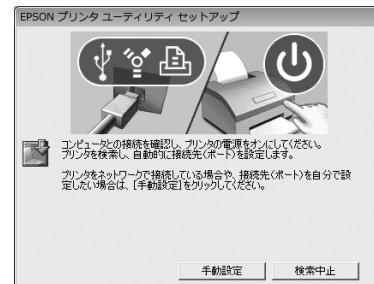 EPSON プリンタ ユーティリティ セットアップ
コンピュータとの接続を確認し、プリンタの電源をオンにしてください。
プリンタを検索し、自動的に接続先（ポート）を設定します。
プリンタをネットワークで接続している場合や、接続先（ポート）を自分で設
定したい場合は、［手動設定］をクリックしてください。
手動設定
検索中止